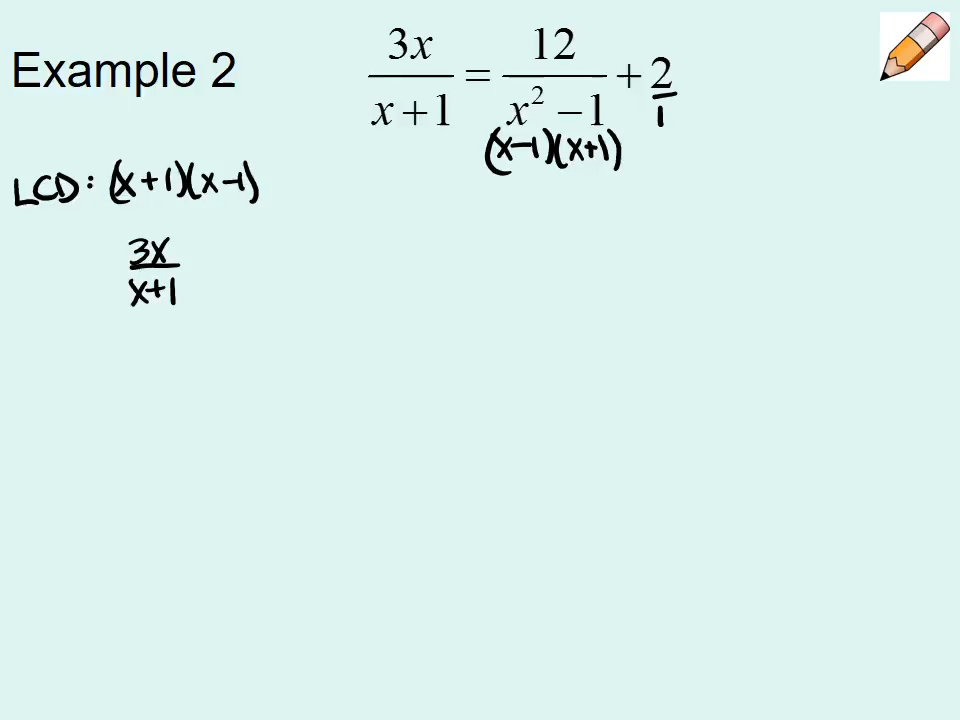 Example 2
3x/(x+1) = 12/(x² − 1) + 2/1
(x−1)(x+1)
LCD: (x+1)(x−1)
3x
x+1